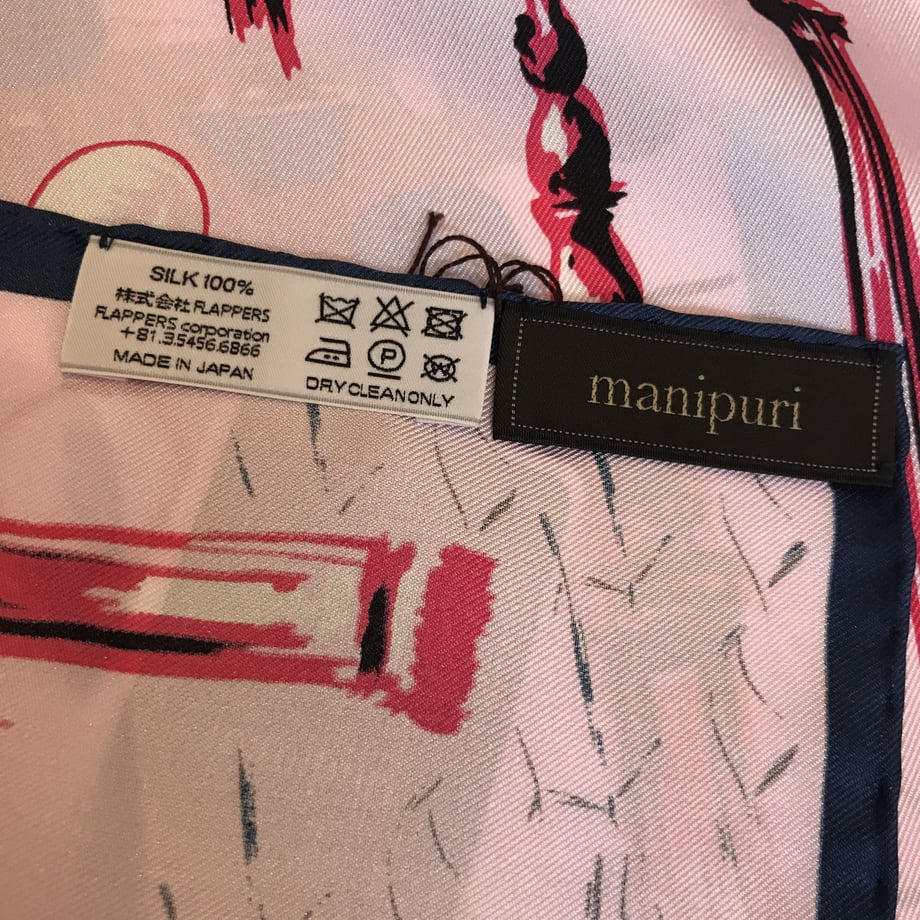 SILK 100%
株式会社 FLAPPERS
FLAPPERS corporation
+81.3.5456.6866
MADE IN JAPAN
P
W
DRY CLEAN ONLY
manipuri